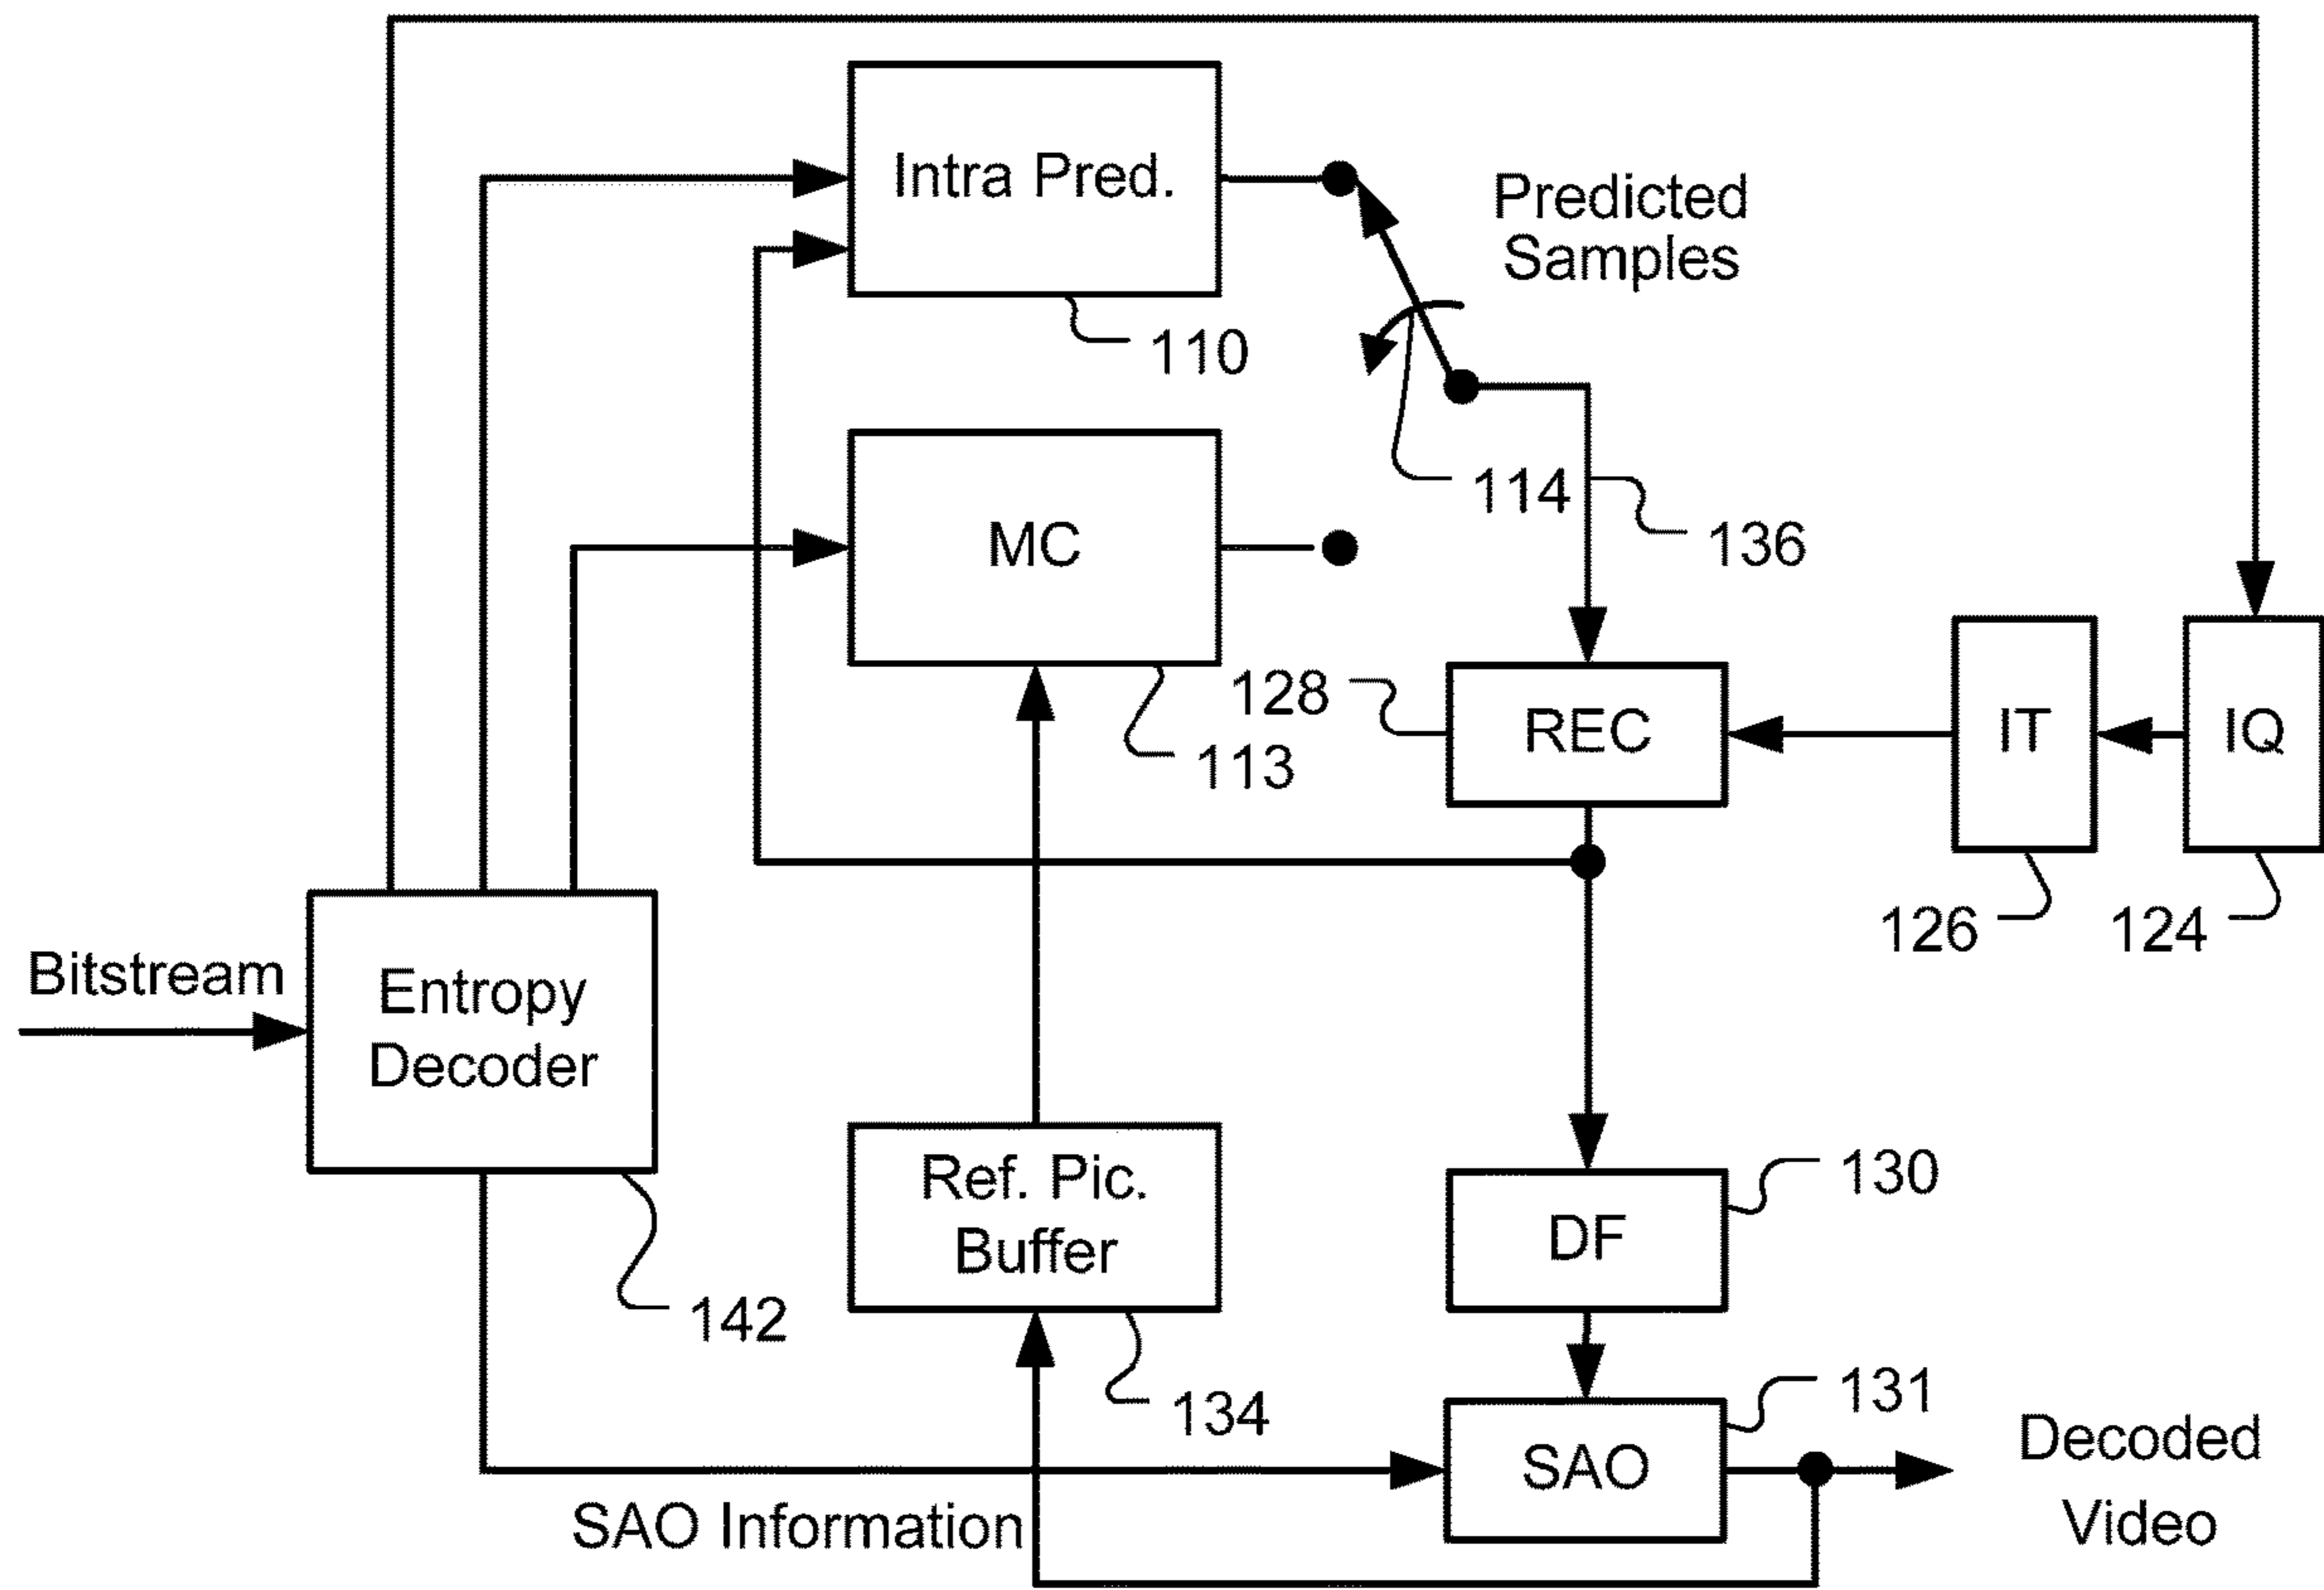 Intra Pred.
Predicted
Samples
110
114
MC
136
128
REC
IT
IQ
113
126
124
Bitstream
Entropy
Decoder
Ref. Pic.
Buffer
130
DF
142
134
131
SAO
Decoded
Video
SAO Information